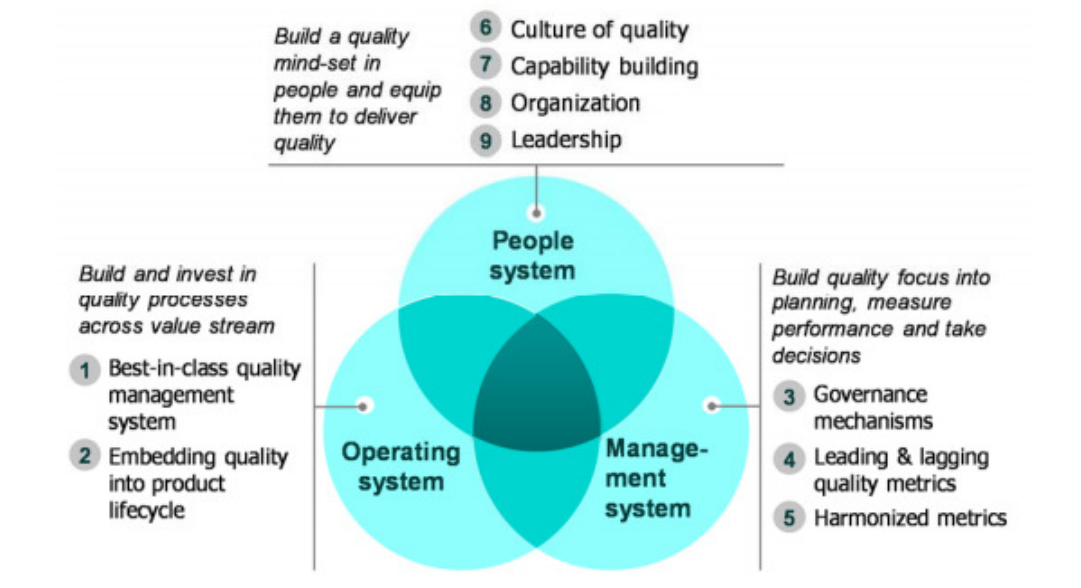 Build a quality
mind-set in
people and equip
them to deliver
quality
6 Culture of quality
7 Capability building
8 Organization
9 Leadership
People
system
Build and invest in
quality processes
across value stream
1 Best-in-class quality
management
system
2 Embedding quality
into product
lifecycle
Operating
system
Manage-
ment
system
Build quality focus into
planning, measure
performance and take
decisions
3 Governance
mechanisms
4 Leading & lagging
quality metrics
5 Harmonized metrics